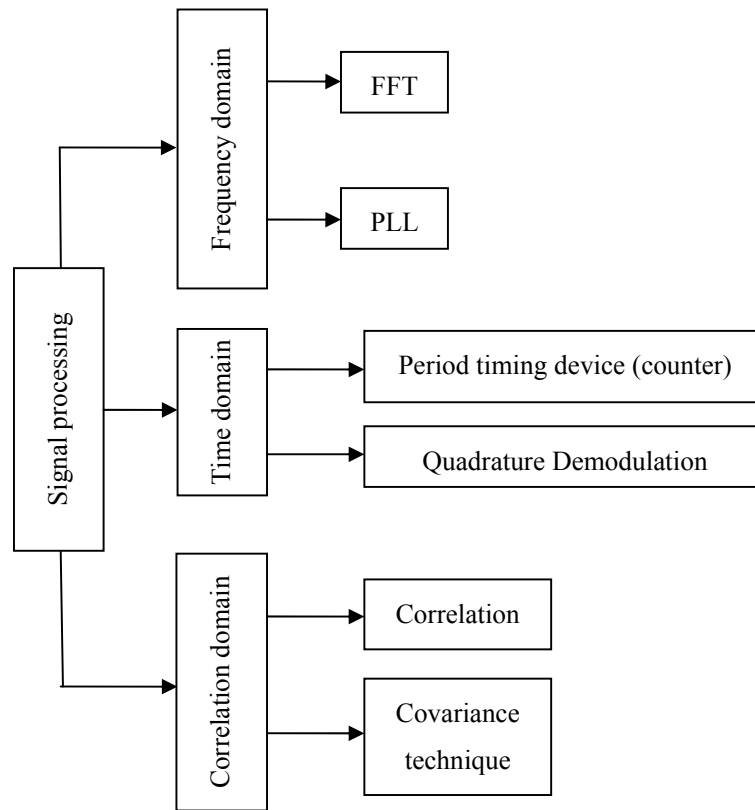 Signal processing
Frequency domain
FFT
PLL
Time domain
Period timing device (counter)
Quadrature Demodulation
Correlation domain
Correlation
Covariance
technique